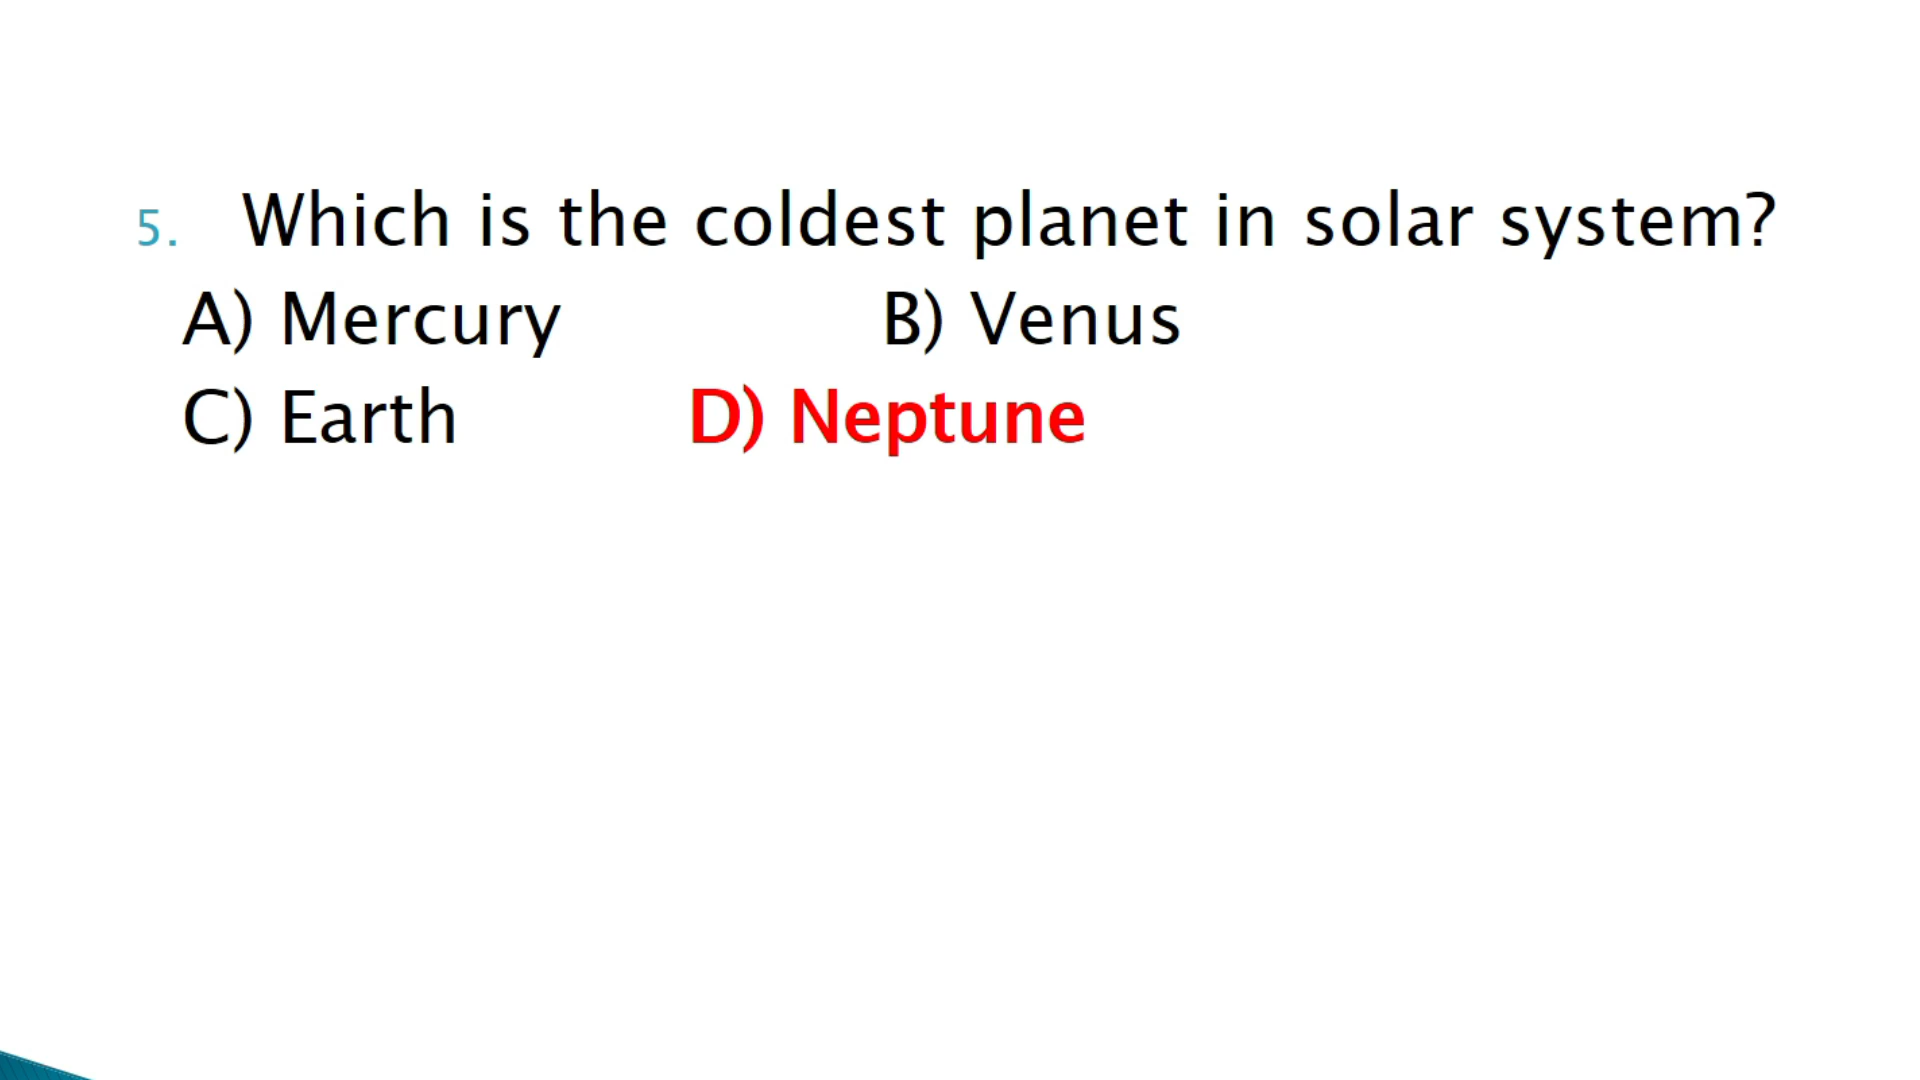 5. Which is the coldest planet in solar system?
A) Mercury B) Venus
C) Earth D) Neptune